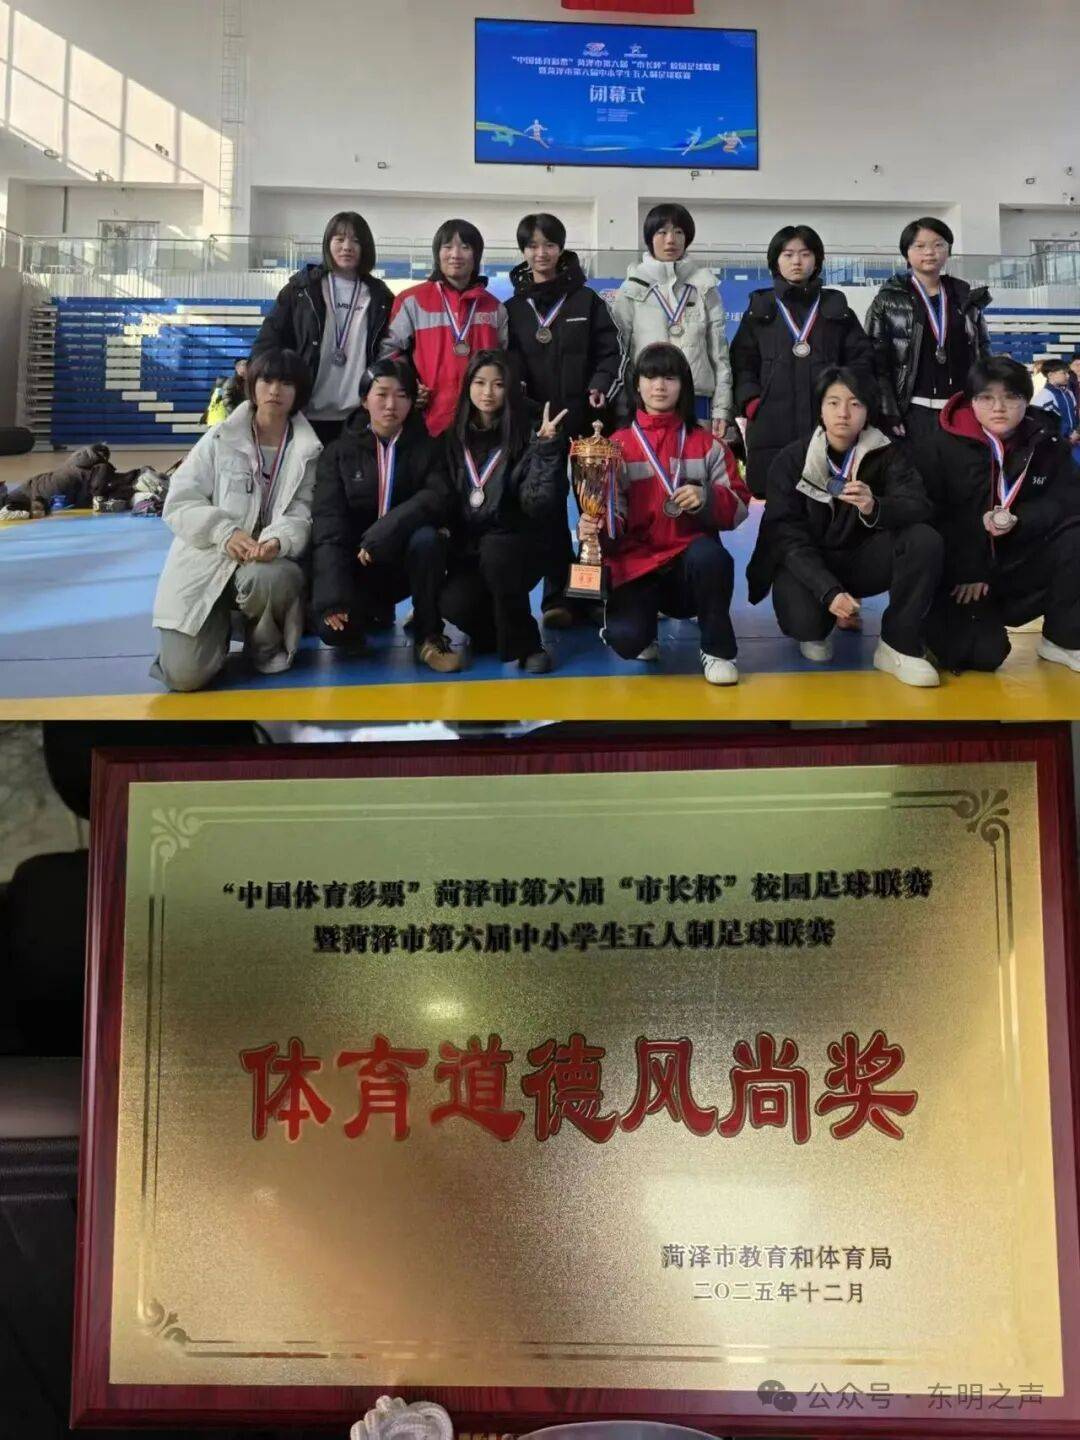 “中国体育彩票”菏泽市第六届“市长杯”校园足球联赛
暨菏泽市第六届中小学生五人制足球联赛
闭幕式
361°
“中国体育彩票”菏泽市第六届“市长杯”校园足球联赛
暨菏泽市第六届中小学生五人制足球联赛
体育道德风尚奖
菏泽市教育和体育局
二〇二五年十二月
公众号·东明之声